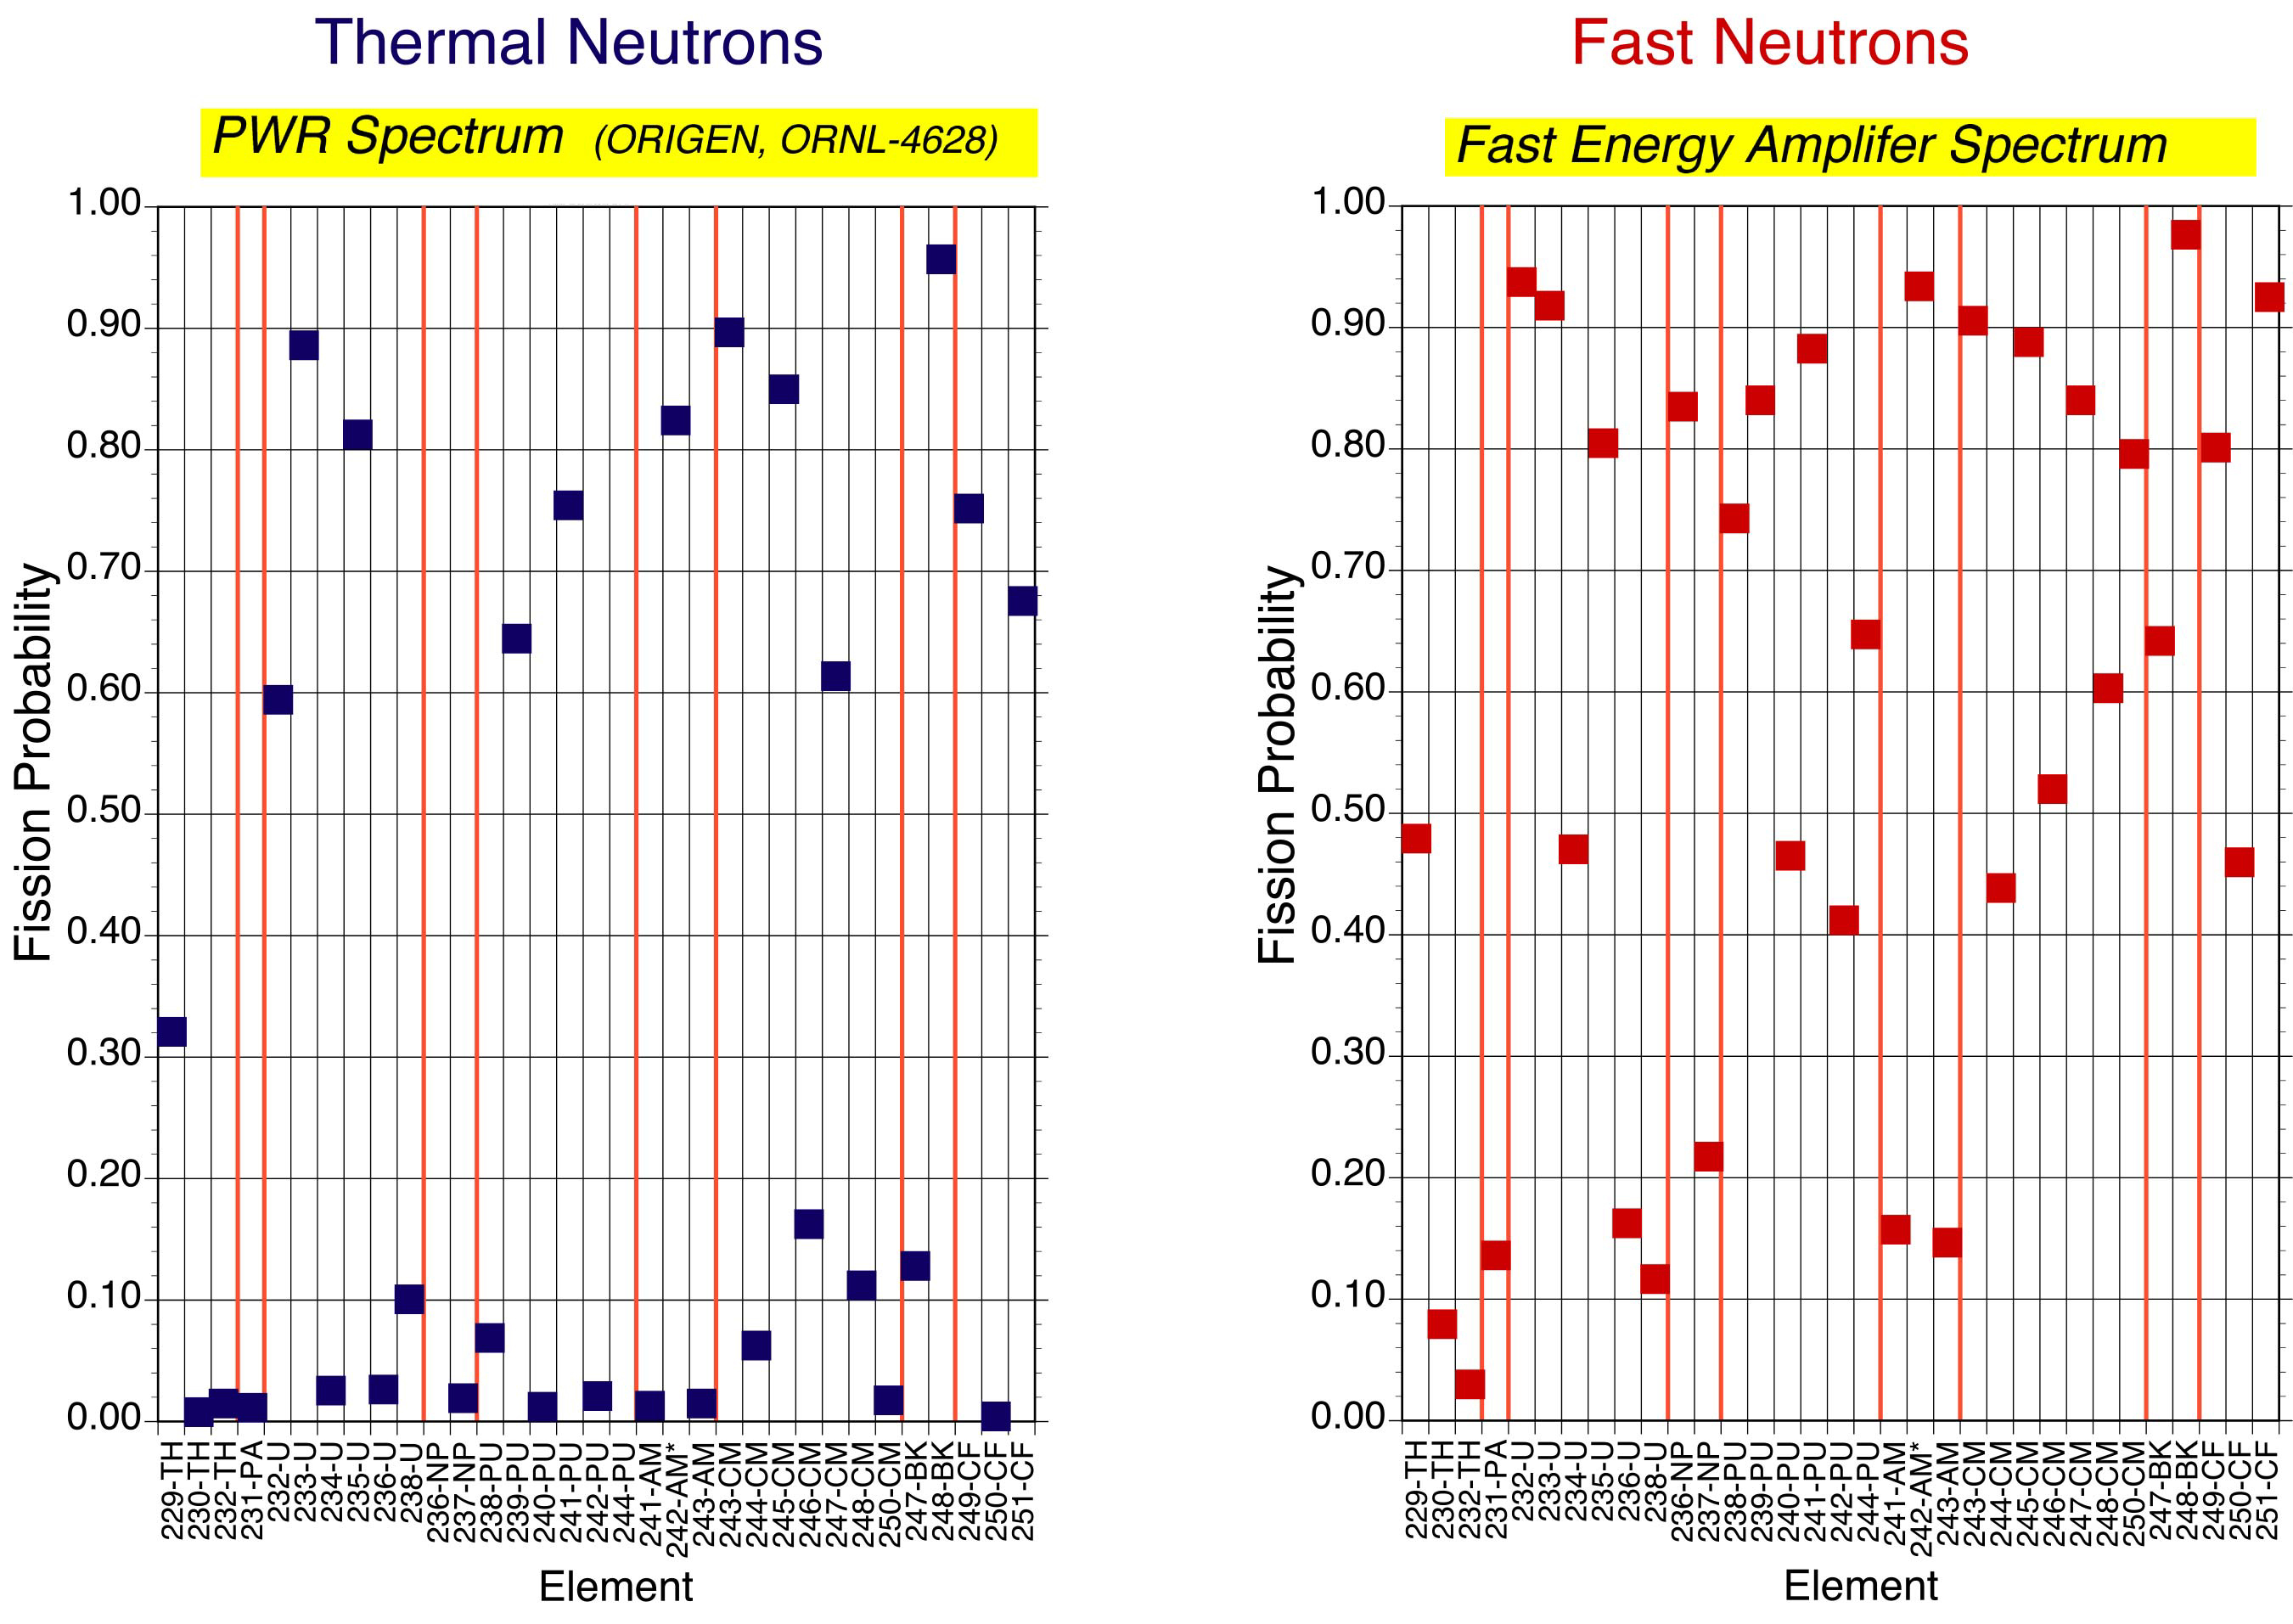 Thermal Neutrons
PWR Spectrum (ORIGEN, ORNL-4628)
Fission Probability
1.00
0.90
0.80
0.70
0.60
0.50
0.40
0.30
0.20
0.10
0.00
229-TH
230-TH
232-TH
231-PA
232-U
233-U
234-U
235-U
236-U
238-U
236-NP
237-NP
238-PU
239-PU
240-PU
241-PU
242-PU
244-PU
241-AM
242-AM*
243-AM
243-CM
244-CM
245-CM
246-CM
247-CM
248-CM
250-CM
247-BK
248-BK
249-CF
250-CF
251-CF
Element
Fast Neutrons
Fast Energy Amplifer Spectrum
Fission Probability
1.00
0.90
0.80
0.70
0.60
0.50
0.40
0.30
0.20
0.10
0.00
229-TH
230-TH
232-TH
231-PA
232-U
233-U
234-U
235-U
236-U
238-U
236-NP
237-NP
238-PU
239-PU
240-PU
241-PU
242-PU
244-PU
241-AM
242-AM*
243-AM
243-CM
244-CM
245-CM
246-CM
247-CM
248-CM
250-CM
247-BK
248-BK
249-CF
250-CF
251-CF
Element